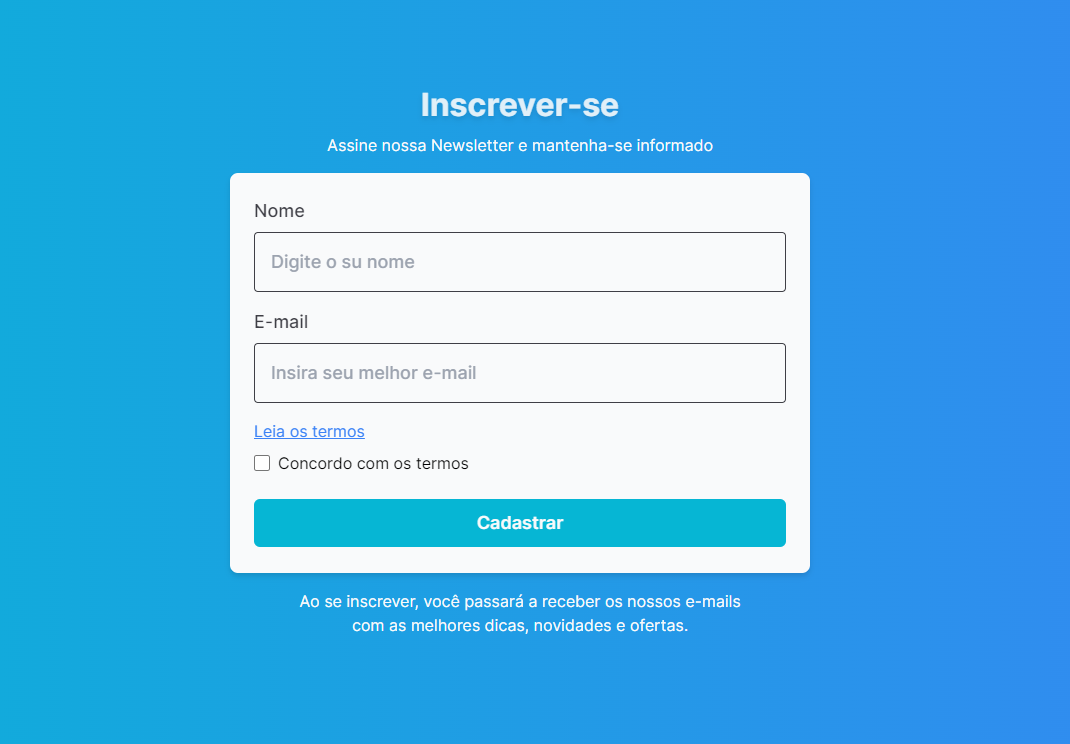 Inscrever-se
Assine nossa Newsletter e mantenha-se informado
Nome
Digite o su nome
E-mail
Insira seu melhor e-mail
Leia os termos
Concordo com os termos
Cadastrar
Ao se inscrever, você passará a receber os nossos e-mails
com as melhores dicas, novidades e ofertas.